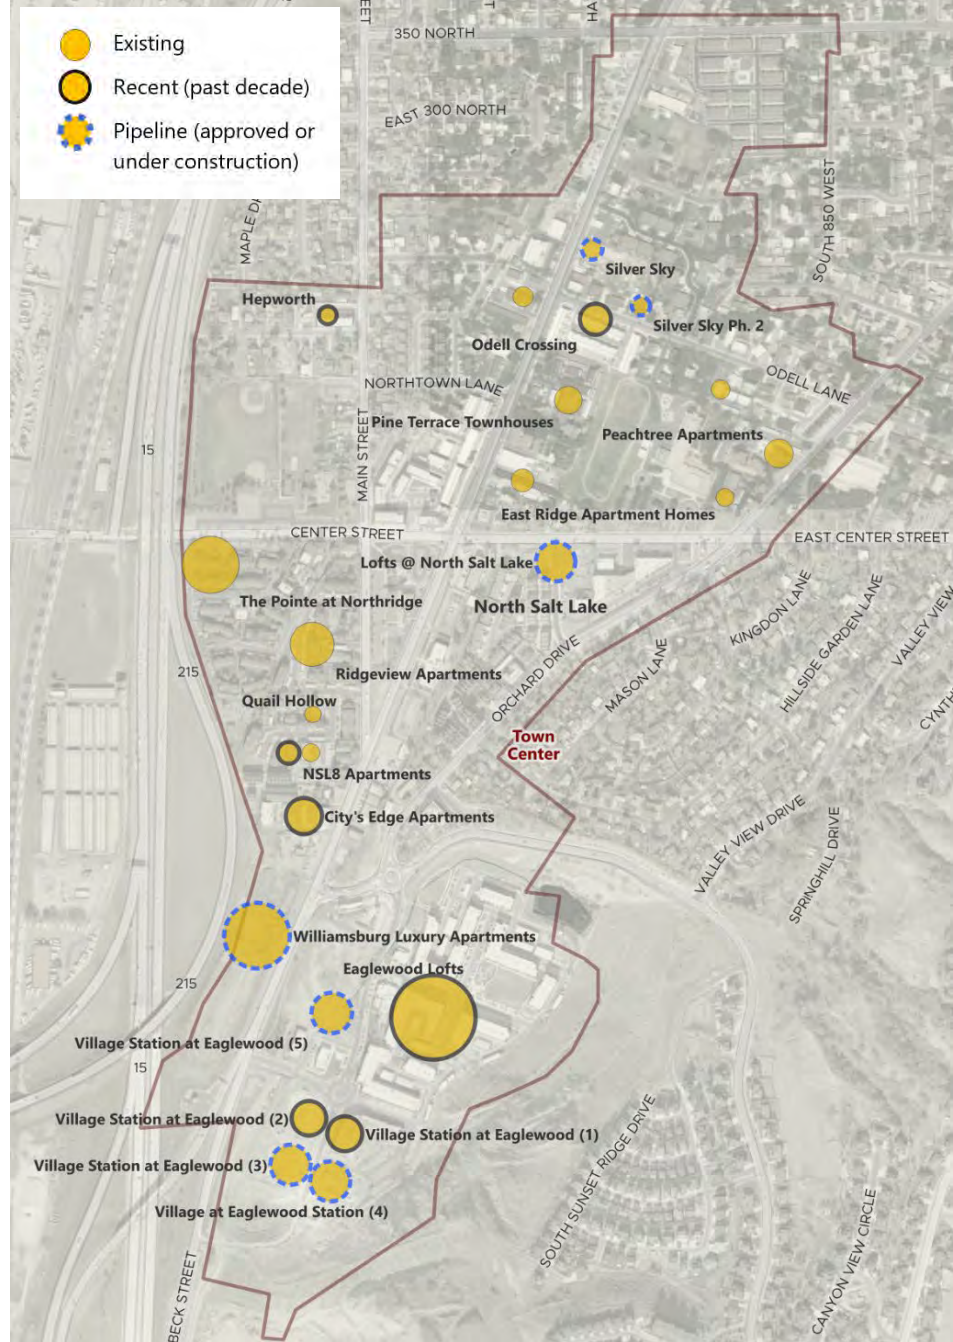 Existing
Recent (past decade)
Pipeline (approved or
under construction)
350 NORTH
EAST 300 NORTH
SOUTH 850 WEST
Silver Sky
Hepworth
Silver Sky Ph. 2
Odell Crossing
ODELL LANE
NORTHTOWN LANE
Pine Terrace Townhouses
Peachtree Apartments
15
MAIN STREET
East Ridge Apartment Homes
CENTER STREET
EAST CENTER STREET
Lofts @ North Salt Lake
The Pointe at Northridge
North Salt Lake
KINGDON LANE
HILLSIDE GARDEN LANE
VALLEY VIEW
215
Ridgeview Apartments
ORCHARD DRIVE
MASON LANE
Quail Hollow
Town
Center
NSL8 Apartments
City's Edge Apartments
VALLEY VIEW DRIVE
SPRINGHILL DRIVE
Williamsburg Luxury Apartments
Eaglewood Lofts
215
Village Station at Eaglewood (5)
15
Village Station at Eaglewood (2)
Village Station at Eaglewood (1)
Village Station at Eaglewood (3)
Village at Eaglewood Station (4)
SOUTH SUNSET RIDGE DRIVE
CANYON VIEW CIRCLE
BECK STREET